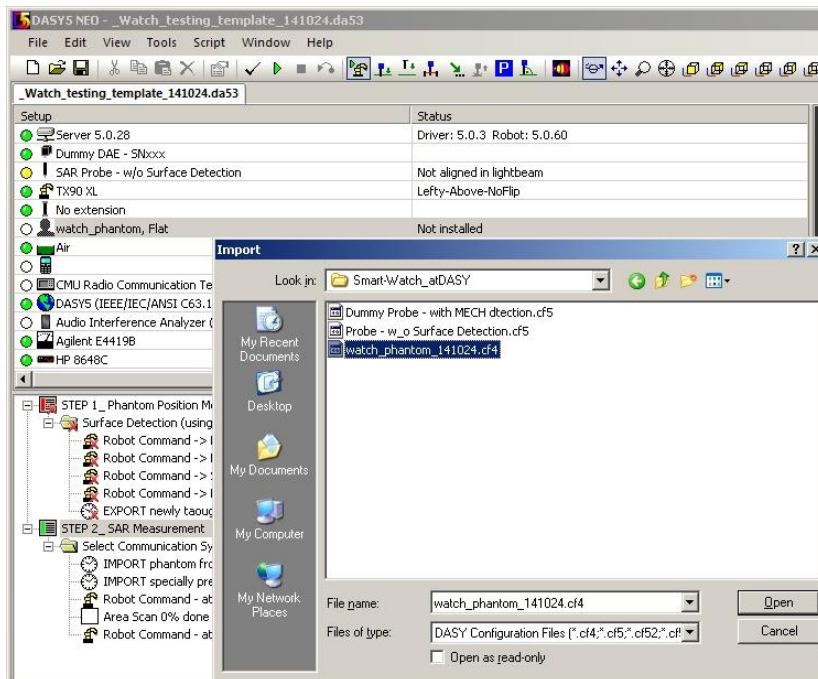 DASY5 NEO - _Watch_testing_template_141024.da53
File Edit View Tools Script Window Help
_Watch_testing_template_141024.da53
Setup Status
Server 5.0.28 Driver: 5.0.3 Robot: 5.0.60
Dummy DAE - SNxxx
SAR Probe - w/o Surface Detection Not aligned in lightbeam
TX90 XL Lefty-Above-NoFlip
No extension
watch_phantom, Flat Not installed
Air
CMU Radio Communication Te
DASY5 (IEEE/IEC/ANSI C63.1
Audio Interference Analyzer (
Agilent E4419B
HP 8648C
STEP 1_ Phantom Position M
Surface Detection (using
Robot Command ->
Robot Command ->
Robot Command ->
Robot Command ->
EXPORT newly taoug
STEP 2_ SAR Measurement
Select Communication Sy
IMPORT phantom fro
IMPORT specially pre
Robot Command - at
Area Scan 0% done
Robot Command - at
Import
Look in: Smart-Watch_atDASY
My Recent Documents
Desktop
My Documents
My Computer
My Network Places
Dummy Probe - with MECH dtection.cf5
Probe - w_o Surface Detection.cf5
watch_phantom_141024.cf4
File name: watch_phantom_141024.cf4 Open
Files of type: DASY Configuration Files (*.cf4;*.cf5;*.cf52;*.cf! Cancel
Open as read-only